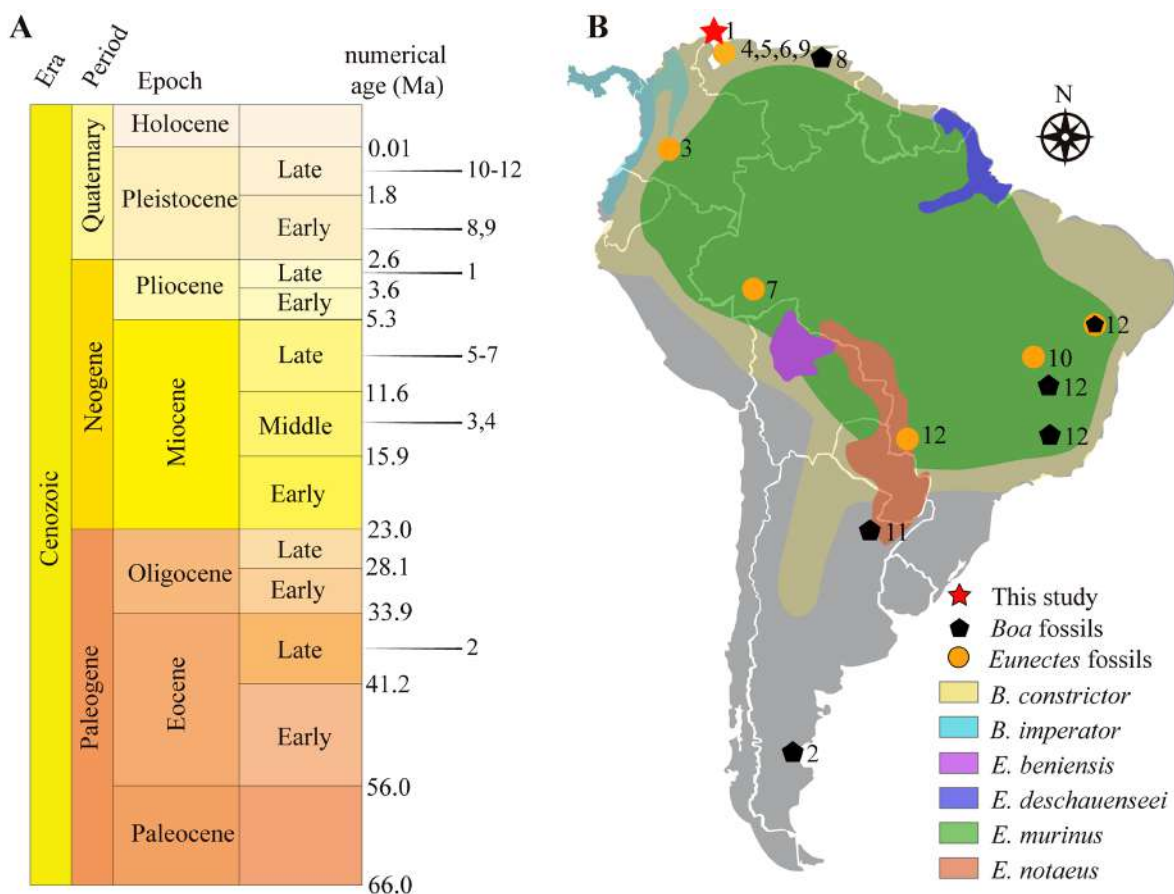 A
Era
Period
Epoch
numerical
age (Ma)
Cenozoic
Quaternary
Neogene
Paleogene
Holocene
0.01
Pleistocene
Late
10-12
1.8
Early
8,9
2.6
Pliocene
Late
1
3.6
Early
5.3
Miocene
Late
5-7
11.6
Middle
3,4
15.9
Early
23.0
Oligocene
Late
28.1
Early
33.9
Eocene
Late
2
41.2
Early
56.0
Paleocene
66.0
B
1
4,5,6,9
8
N
3
7
12
10
12
12
12
11
2
This study
Boa fossils
Eunectes fossils
B. constrictor
B. imperator
E. beniensis
E. deschauenseei
E. murinus
E. notaeus